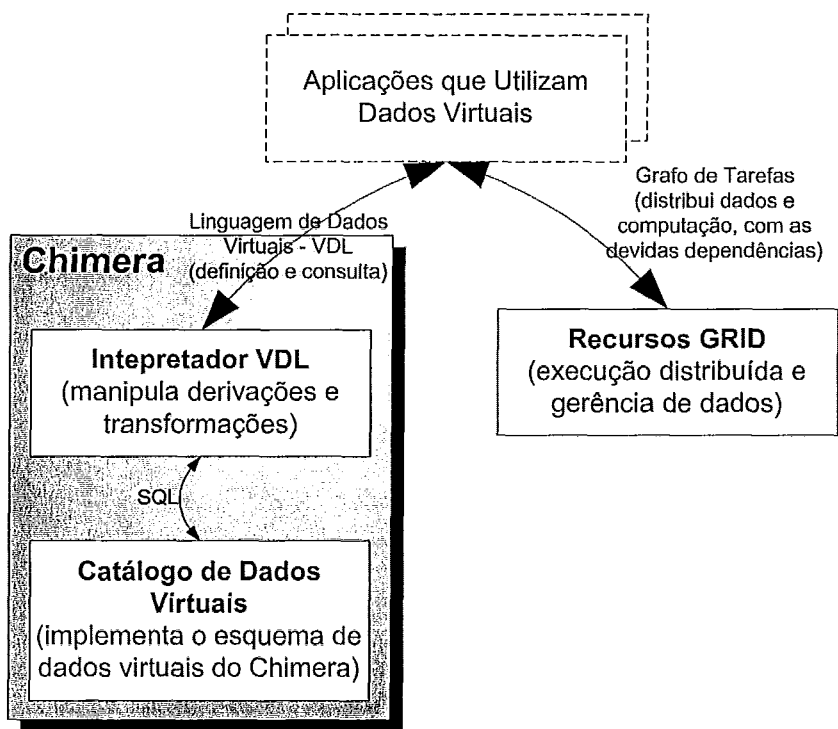 Aplicações que Utilizam
Dados Virtuais
Grafo de Tarefas
(distribui dados e
computação, com as
devidas dependências)
Linguagem de Dados
Virtuais - VDL
(definição e consulta)
Chimera
Intepretador VDL
(manipula derivações e
transformações)
Recursos GRID
(execução distribuída e
gerência de dados)
SQL
Catálogo de Dados
Virtuais
(implementa o esquema de
dados virtuais do Chimera)